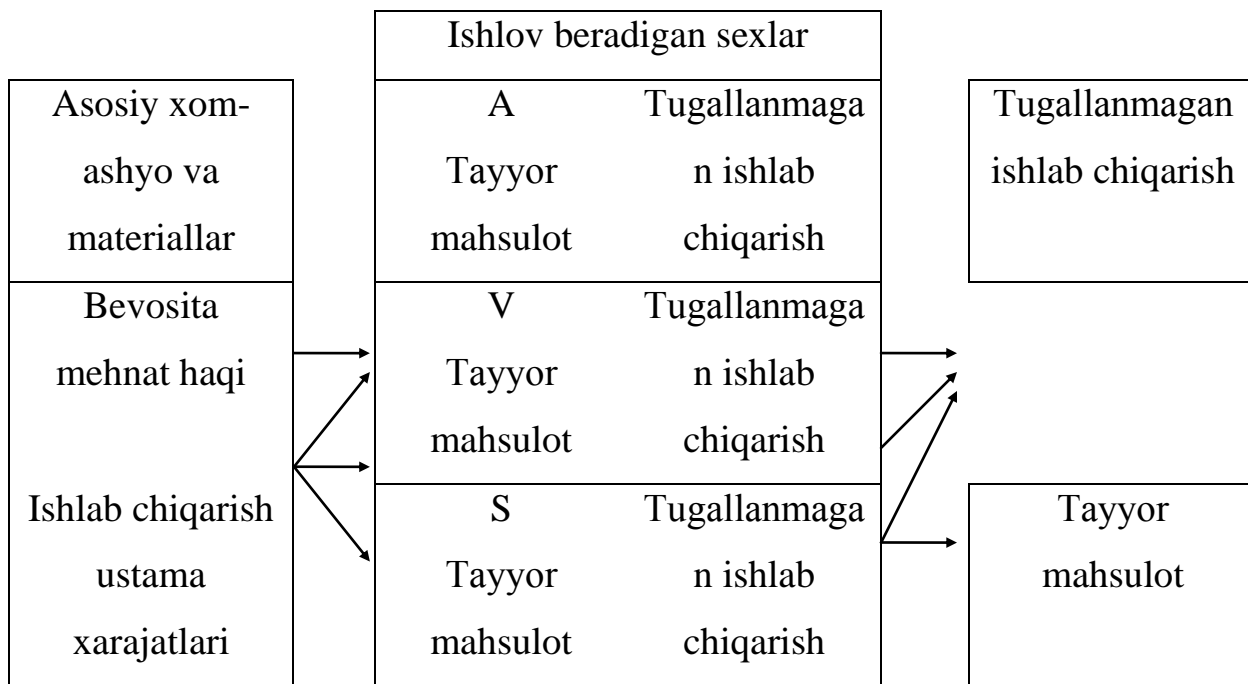 Ishlov beradigan sexlar
Asosiy xom-
ashyo va
materiallar
Bevosita
mehnat haqi
Ishlab chiqarish
ustama
xarajatlari
A
Tayyor
mahsulot
Tugallanmaga
n ishlab
chiqarish
V
Tayyor
mahsulot
Tugallanmaga
n ishlab
chiqarish
S
Tayyor
mahsulot
Tugallanmaga
n ishlab
chiqarish
Tugallanmagan
ishlab chiqarish
Tayyor
mahsulot